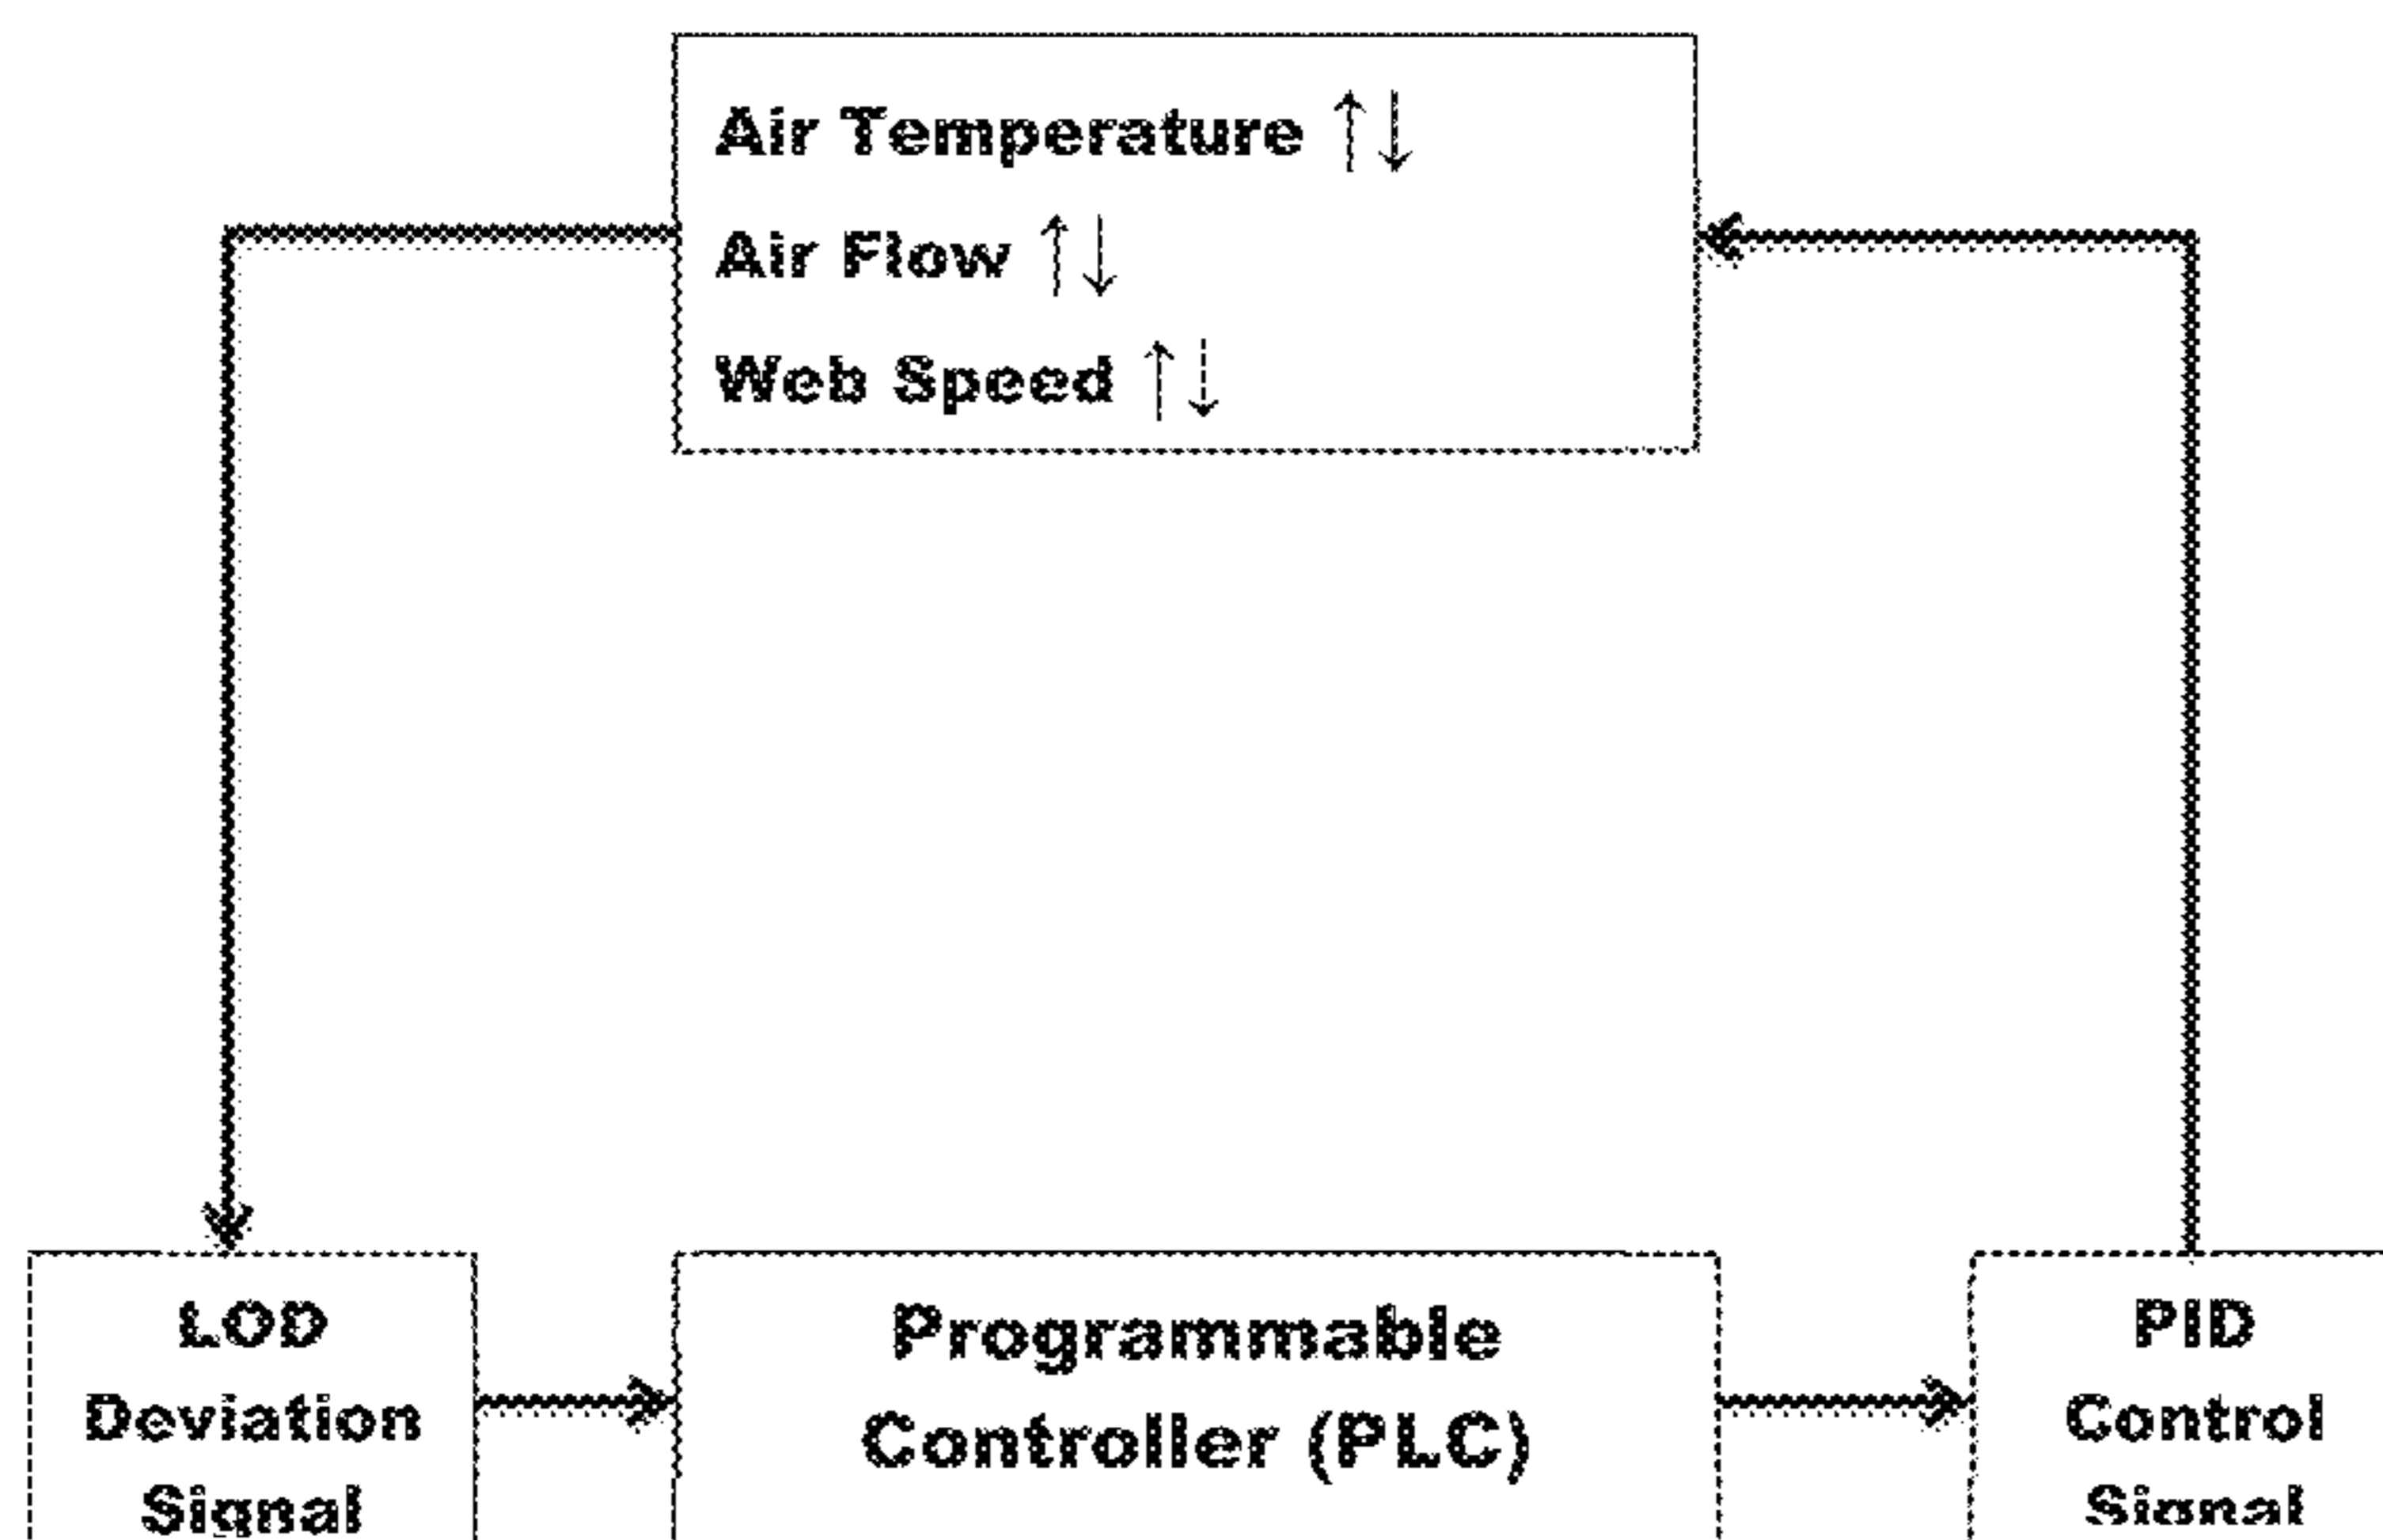 Air Temperature ↑↓
Air Flow ↑↓
Web Speed ↑↓
LOD
Deviation
Signal
Programmable
Controller (PLC)
PID
Control
Signal